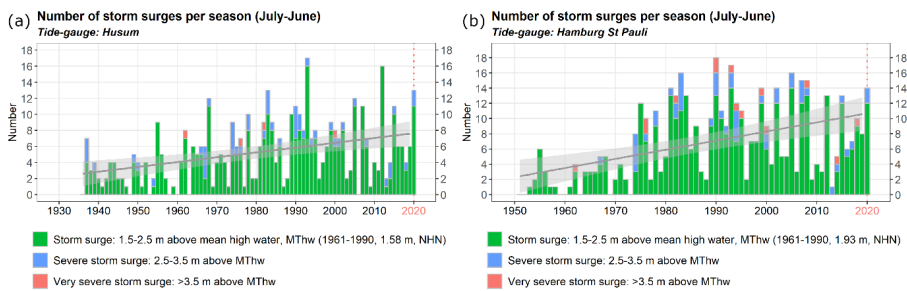 (a)
Number of storm surges per season (July-June)
Tide-gauge: Husum
Number
18 18
16 16
14 14
12 12
10 10
8 8
6 6
4 4
2 2
0 0
1930 1940 1950 1960 1970 1980 1990 2000 2010 2020
Storm surge: 1.5-2.5 m above mean high water, MThw (1961-1990, 1.58 m, NHN)
Severe storm surge: 2.5-3.5 m above MThw
Very severe storm surge: >3.5 m above MThw
(b)
Number of storm surges per season (July-June)
Tide-gauge: Hamburg St Pauli
Number
18 18
16 16
14 14
12 12
10 10
8 8
6 6
4 4
2 2
0 0
1950 1960 1970 1980 1990 2000 2010 2020
Storm surge: 1.5-2.5 m above mean high water, MThw (1961-1990, 1.93 m, NHN)
Severe storm surge: 2.5-3.5 m above MThw
Very severe storm surge: >3.5 m above MThw